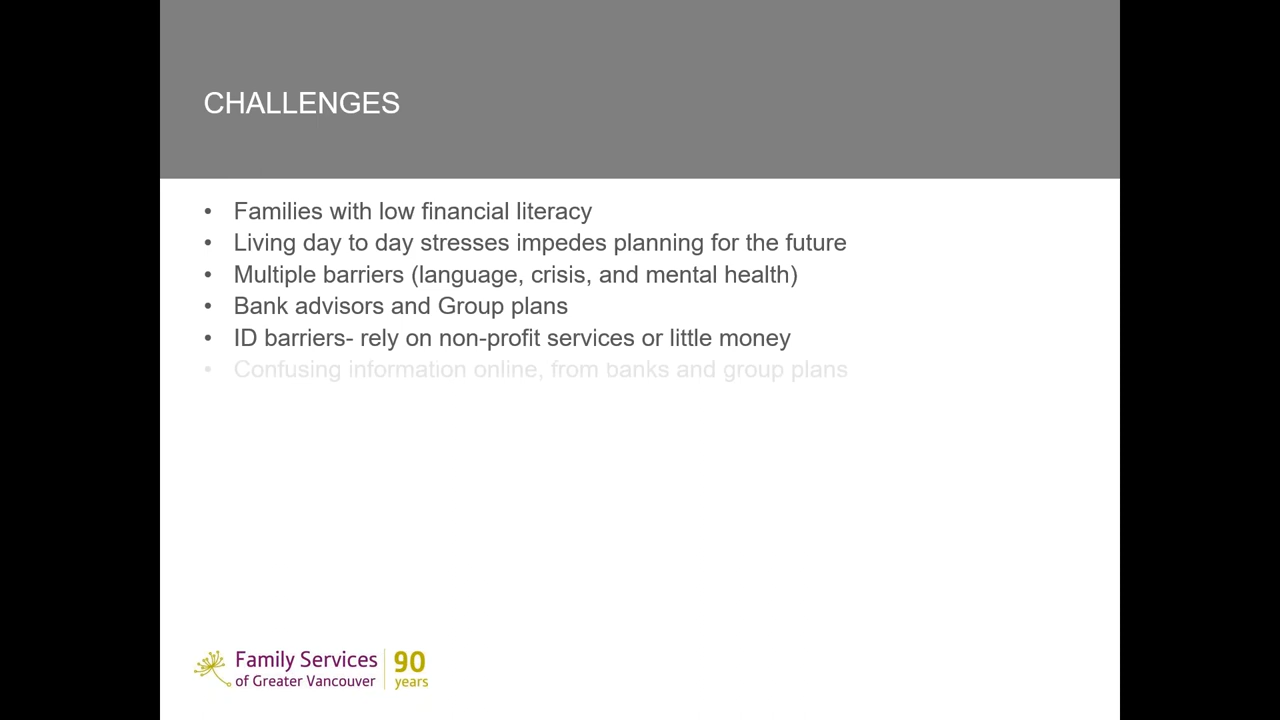 CHALLENGES
• Families with low financial literacy
• Living day to day stresses impedes planning for the future
• Multiple barriers (language, crisis, and mental health)
• Bank advisors and Group plans
• ID barriers- rely on non-profit services or little money
• Confusing information online, from banks and group plans
Family Services
of Greater Vancouver
90
years